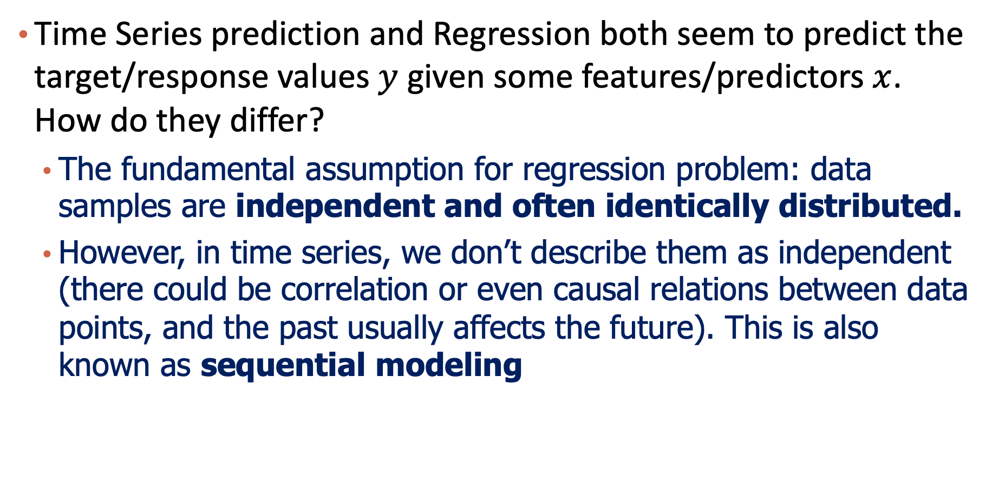 • Time Series prediction and Regression both seem to predict the
target/response values y given some features/predictors x.
How do they differ?
• The fundamental assumption for regression problem: data
samples are independent and often identically distributed.
• However, in time series, we don’t describe them as independent
(there could be correlation or even causal relations between data
points, and the past usually affects the future). This is also
known as sequential modeling